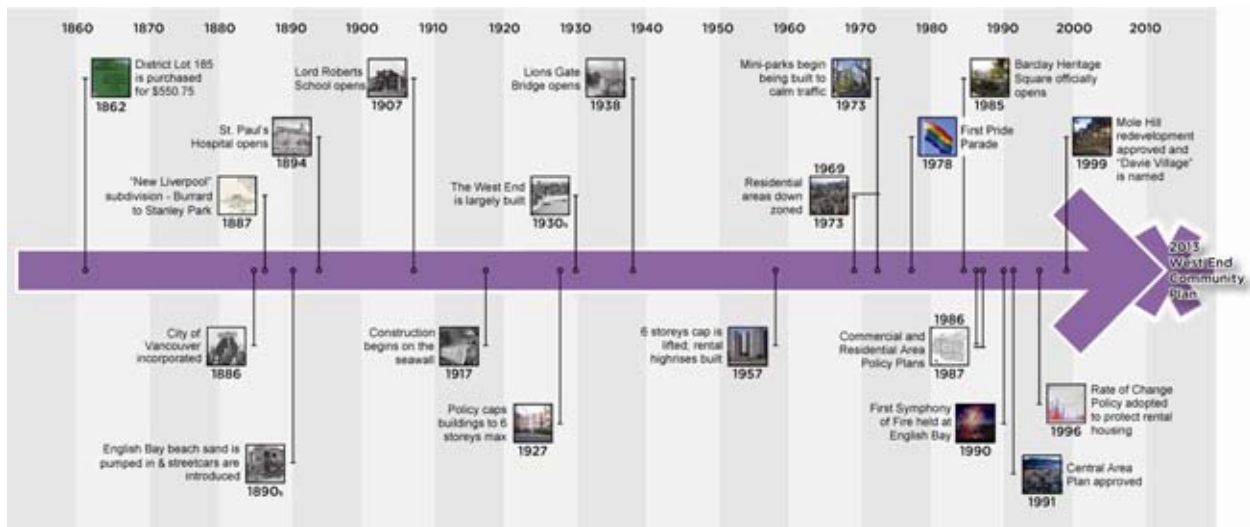 1860 1870 1880 1890 1900 1910 1920 1930 1940 1950 1960 1970 1980 1990 2000 2010
District Lot 185
is purchased
for $550.75
1862
Lord Roberts
School opens
1907
Lions Gate
Bridge opens
1938
Mini-parks begin
being built to
calm traffic
1973
Barclay Heritage
Square officially
opens
1985
St. Paul's
Hospital opens
1894
First Pride
Parade
1978
Mole Hill
redevelopment
approved and
"Davie Village"
is named
1999
"New Liverpool"
subdivision - Burrard
to Stanley Park
1887
The West End
is largely built
1930s
1969
Residential
areas down
zoned
1973
2013
West End
Community
Plan
City of
Vancouver
incorporated
1886
Construction
begins on the
seawall
1917
6 storeys cap is
lifted; rental
highrises built
1957
1986
Commercial and
Residential Area
Policy Plans
1987
Policy caps
buildings to 6
storeys max
1927
First Symphony
of Fire held at
English Bay
1990
Rate of Change
Policy adopted
to protect rental
housing
1996
English Bay beach sand is
pumped in & streetcars are
introduced
1890s
Central Area
Plan approved
1991